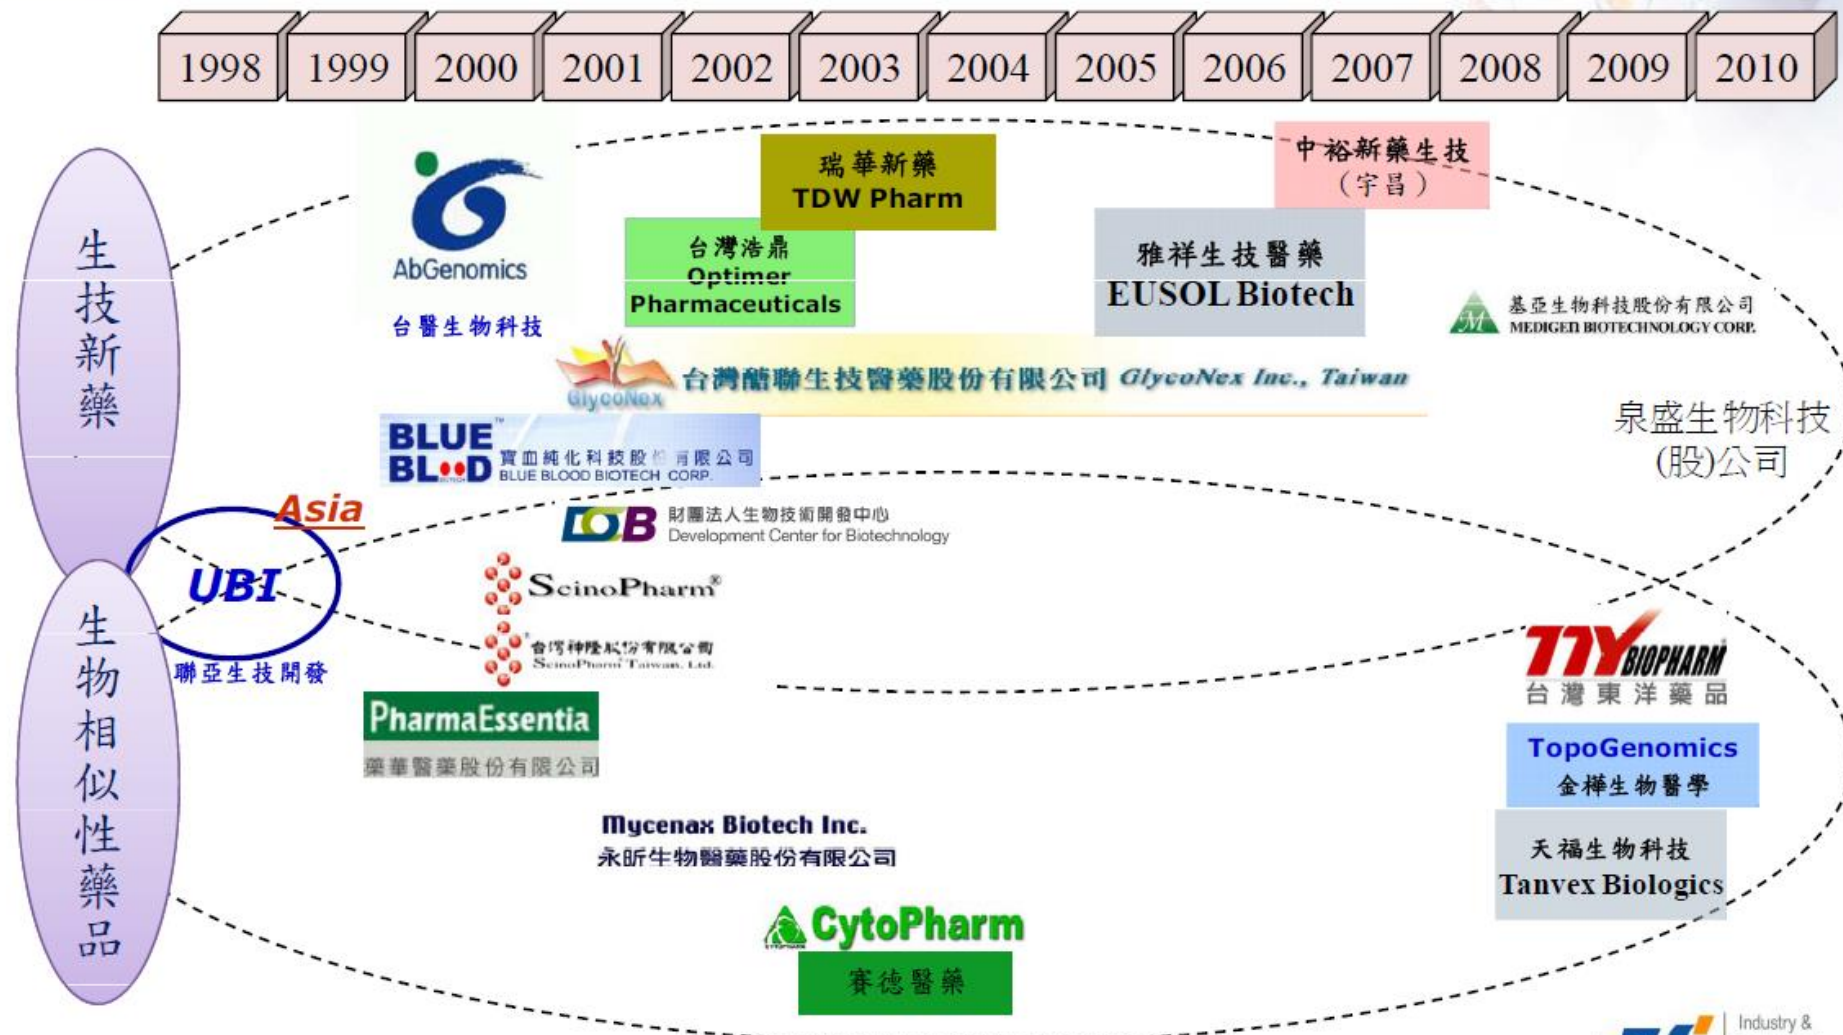 1998 1999 2000 2001 2002 2003 2004 2005 2006 2007 2008 2009 2010
生技新藥
AbGenomics
台醫生物科技
瑞華新藥
TDW Pharm
台灣浩鼎
Optimer
Pharmaceuticals
中裕新藥生技
（宇昌）
雅祥生技醫藥
EUSOL Biotech
基亞生物科技股份有限公司
MEDIGEN BIOTECHNOLOGY CORP.
GlycoNex
台灣醣聯生技醫藥股份有限公司 GlycoNex Inc., Taiwan
泉盛生物科技
(股)公司
BLUE
BLOOD
寶血純化科技股份有限公司
BLUE BLOOD BIOTECH CORP.
Asia
UBI
聯亞生技開發
DCB
財團法人生物技術開發中心
Development Center for Biotechnology
ScinoPharm®
台灣神隆股份有限公司
ScinoPharm Taiwan, Ltd.
生物相似性藥品
PharmaEssentia
藥華醫藥股份有限公司
TTY BIOPHARM
台灣東洋藥品
TopoGenomics
金樺生物醫學
天福生物科技
Tanvex Biologics
Mycenax Biotech Inc.
永昕生物醫藥股份有限公司
CytoPharm
賽德醫藥
Industry &